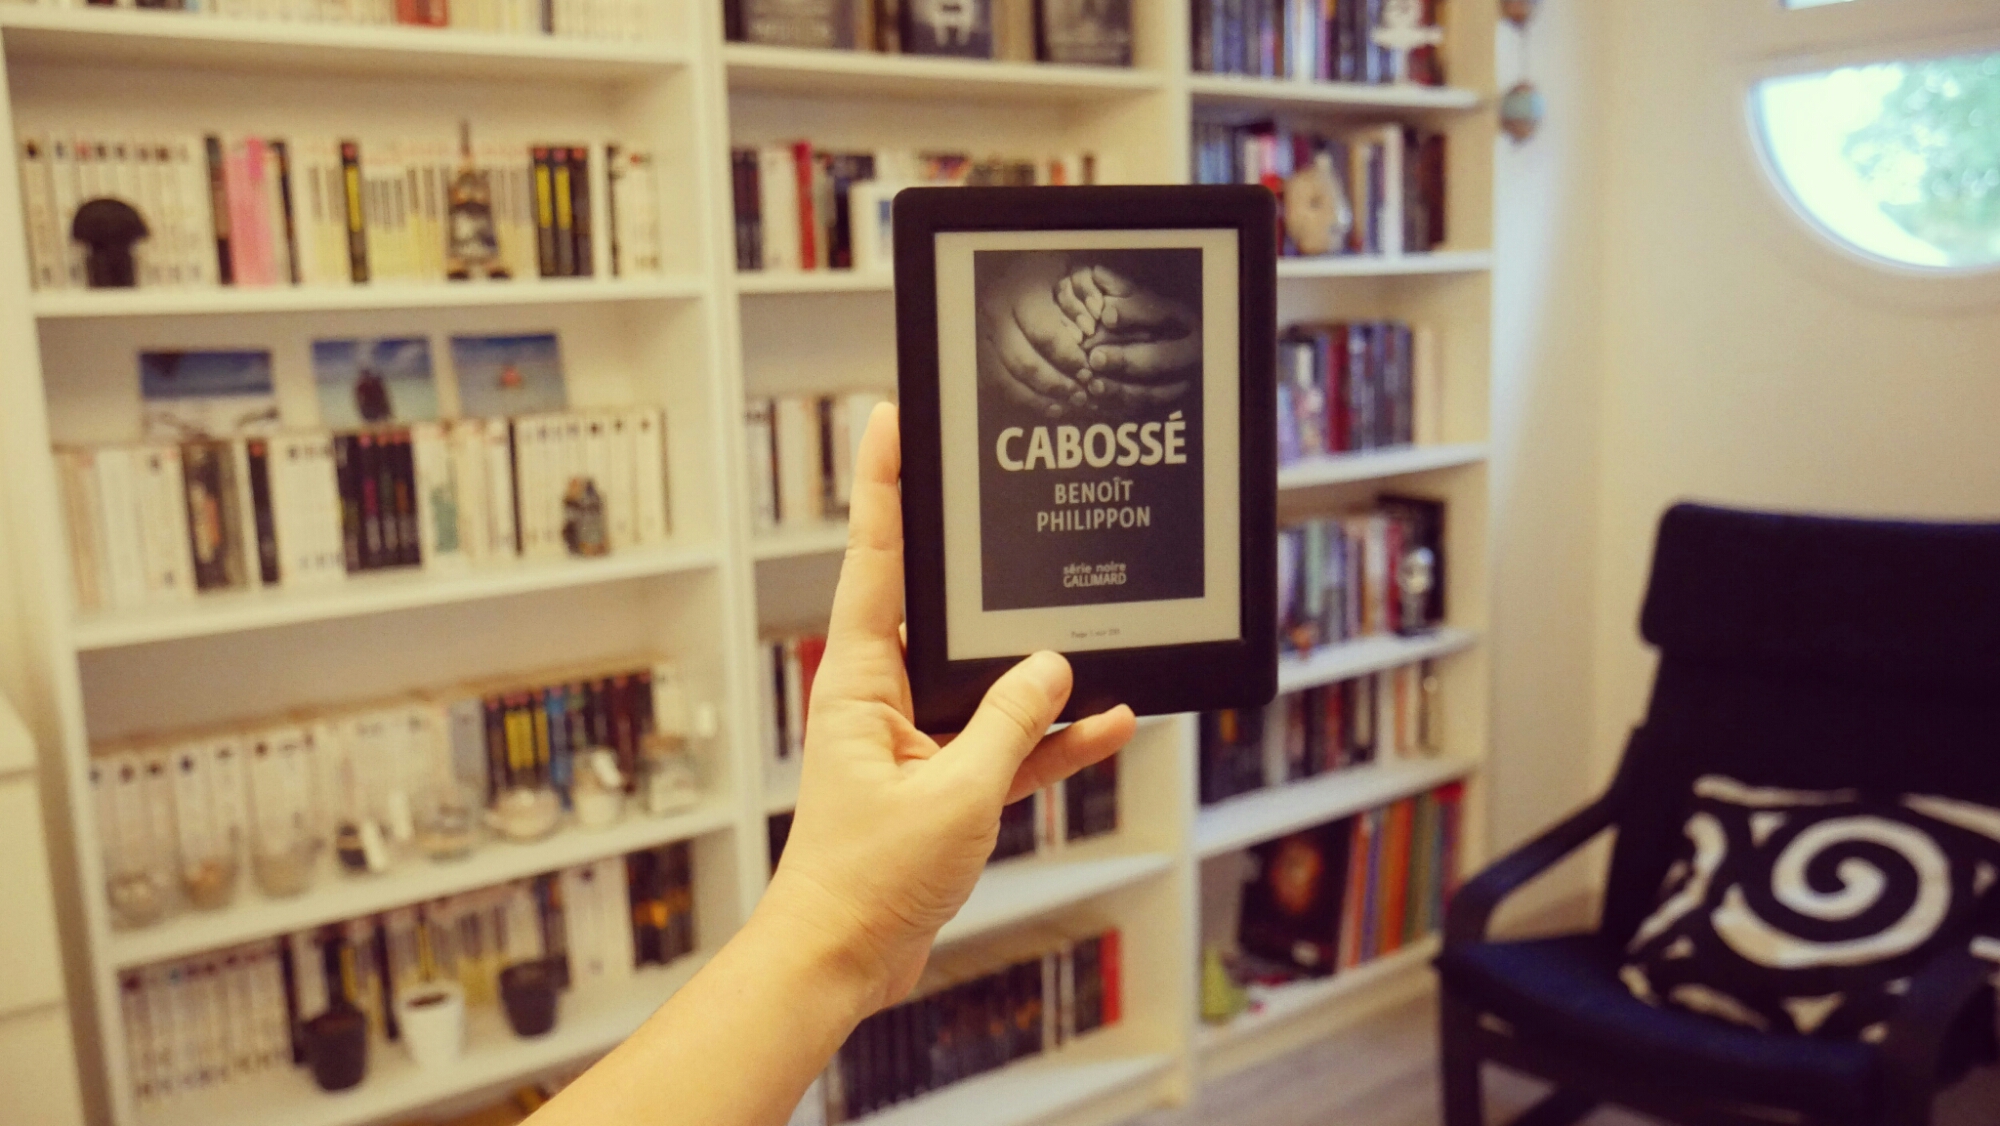 CABOSSÉ
BENOÎT
PHILIPPON
série noire
GALLIMARD